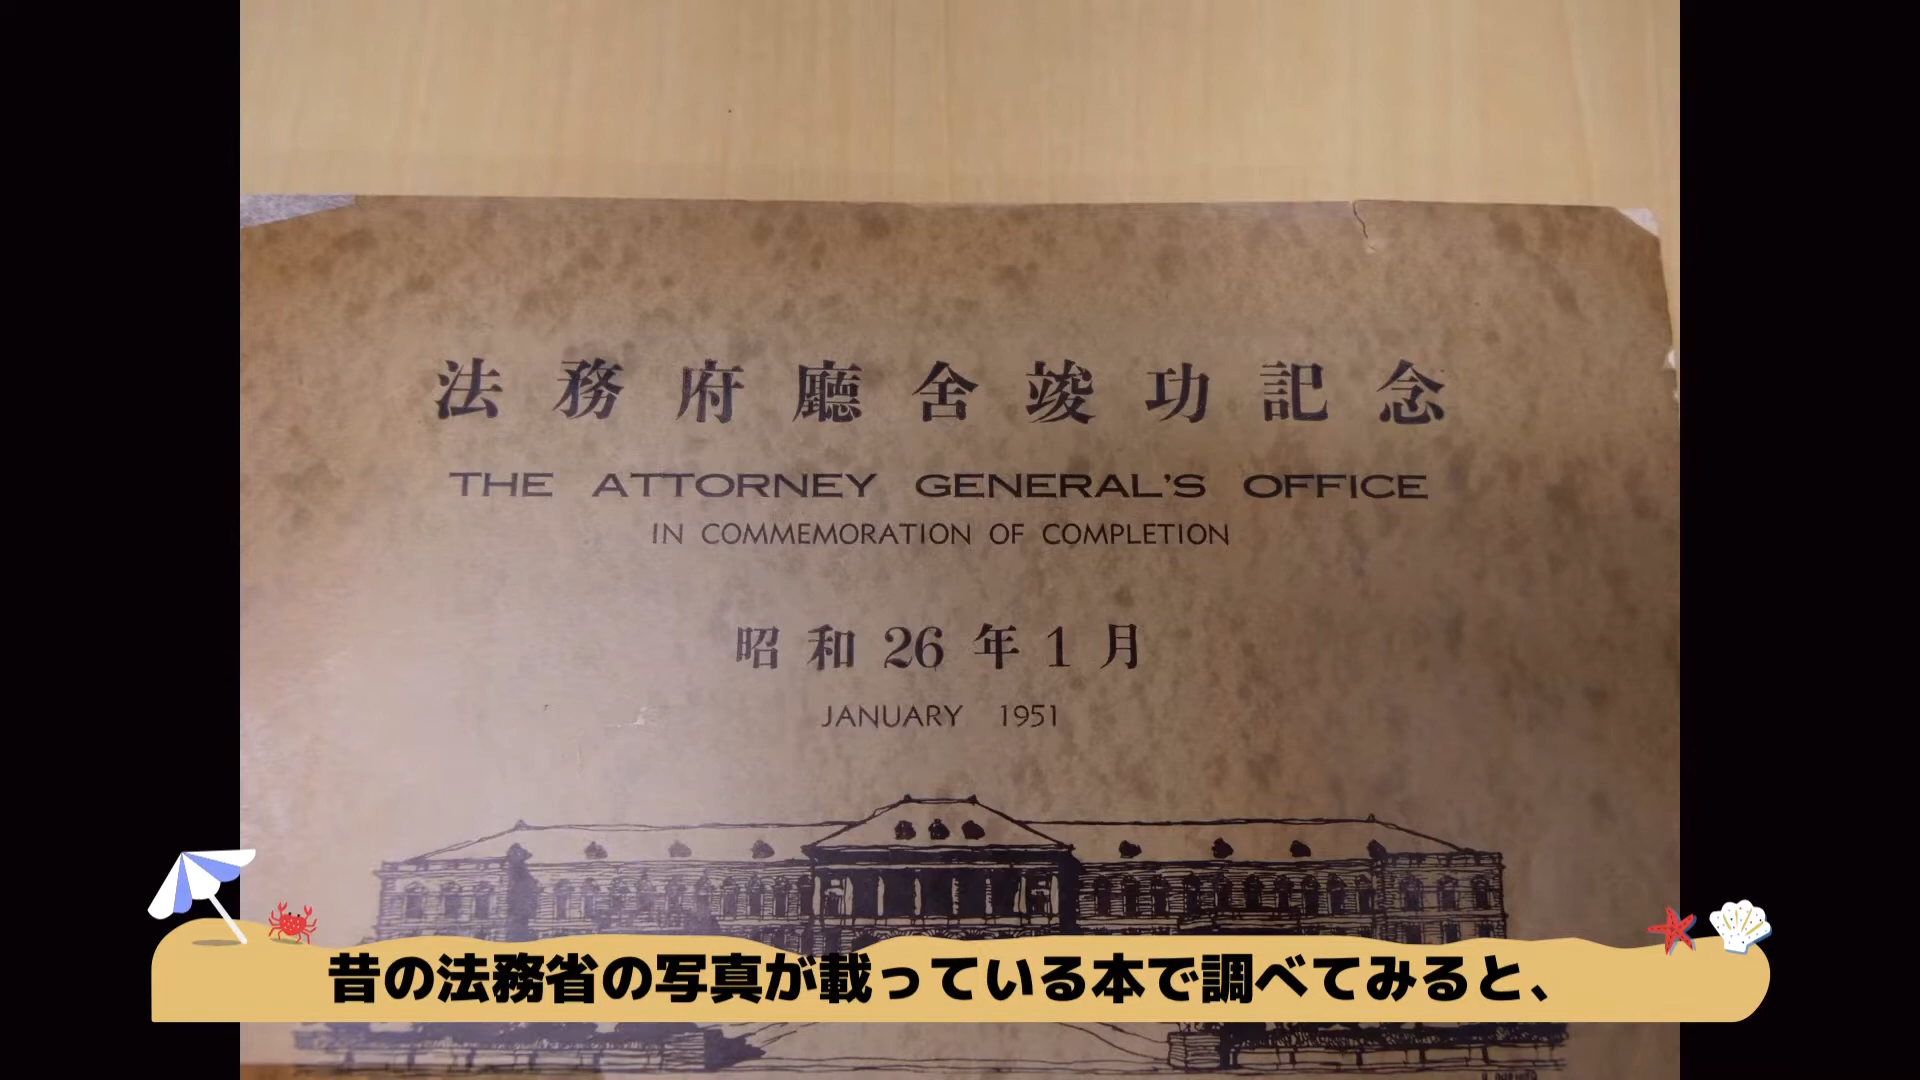 法務府廳舍竣功記念
THE ATTORNEY GENERAL'S OFFICE
IN COMMEMORATION OF COMPLETION
昭和26年1月
JANUARY 1951
昔の法務省の写真が載っている本で調べてみると、